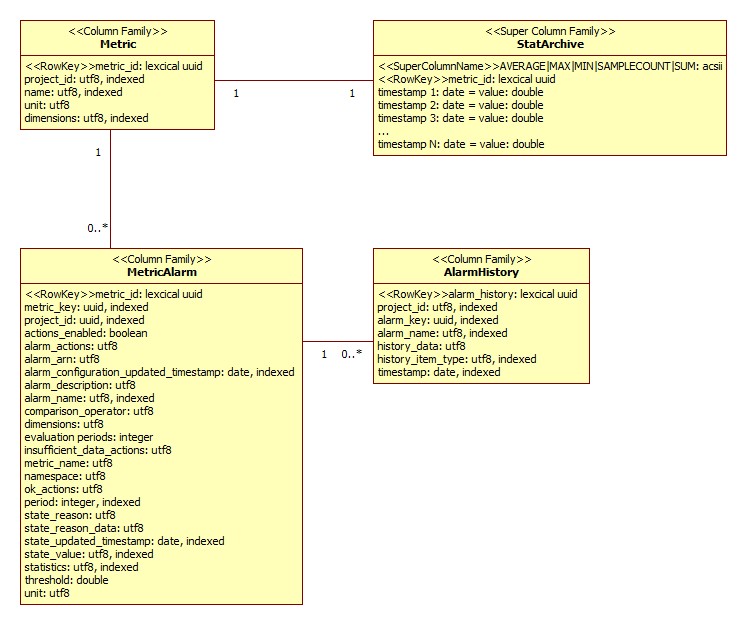 <<Column Family>>
Metric
<<RowKey>>metric_id: lexcical uuid
project_id: utf8, indexed
name: utf8, indexed
unit: utf8
dimensions: utf8, indexed
<<Super Column Family>>
StatArchive
<<SuperColumnName>>AVERAGE|MAX|MIN|SAMPLECOUNT|SUM: acsii
<<RowKey>>metric_id: lexcical uuid
timestamp 1: date = value: double
timestamp 2: date = value: double
timestamp 3: date = value: double
...
timestamp N: date = value: double
1
1
1
0..*
<<Column Family>>
MetricAlarm
<<RowKey>>metric_id: lexcical uuid
metric_key: uuid, indexed
project_id: uuid, indexed
actions_enabled: boolean
alarm_actions: utf8
alarm_arn: utf8
alarm_configuration_updated_timestamp: date, indexed
alarm_description: utf8
alarm_name: utf8, indexed
comparison_operator: utf8
dimensions: utf8
evaluation periods: integer
insufficient_data_actions: utf8
metric_name: utf8
namespace: utf8
ok_actions: utf8
period: integer, indexed
state_reason: utf8
state_reason_data: utf8
state_updated_timestamp: date, indexed
state_value: utf8, indexed
statistics: utf8, indexed
threshold: double
unit: utf8
1
0..*
<<Column Family>>
AlarmHistory
<<RowKey>>alarm_history: lexcical uuid
project_id: utf8, indexed
alarm_key: uuid, indexed
alarm_name: utf8, indexed
history_data: utf8
history_item_type: utf8, indexed
timestamp: date, indexed